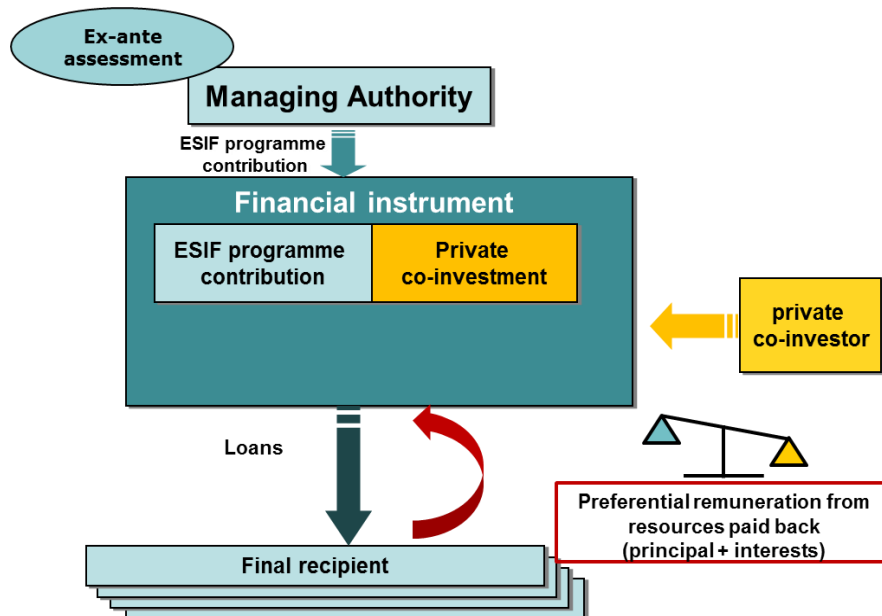 Ex-ante
assessment
Managing Authority
ESIF programme
contribution
Financial instrument
ESIF programme
contribution
Private
co-investment
private
co-investor
Loans
Preferential remuneration from
resources paid back
(principal + interests)
Final recipient